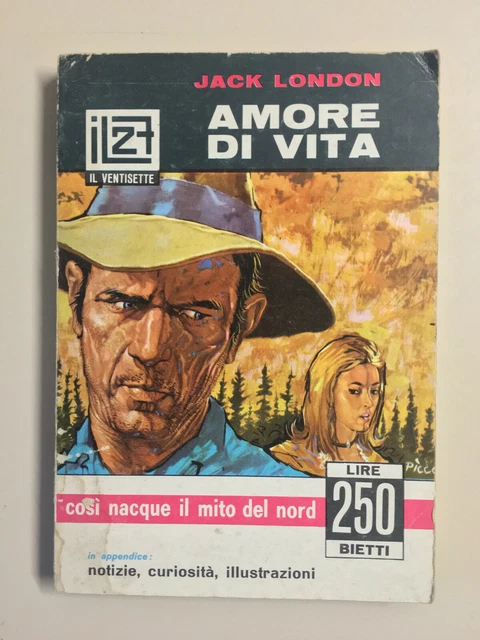 JACK LONDON
AMORE
DI VITA
il27
IL VENTISETTE
LIRE
250
BIETTI
così nacque il mito del nord
in appendice:
notizie, curiosità, illustrazioni